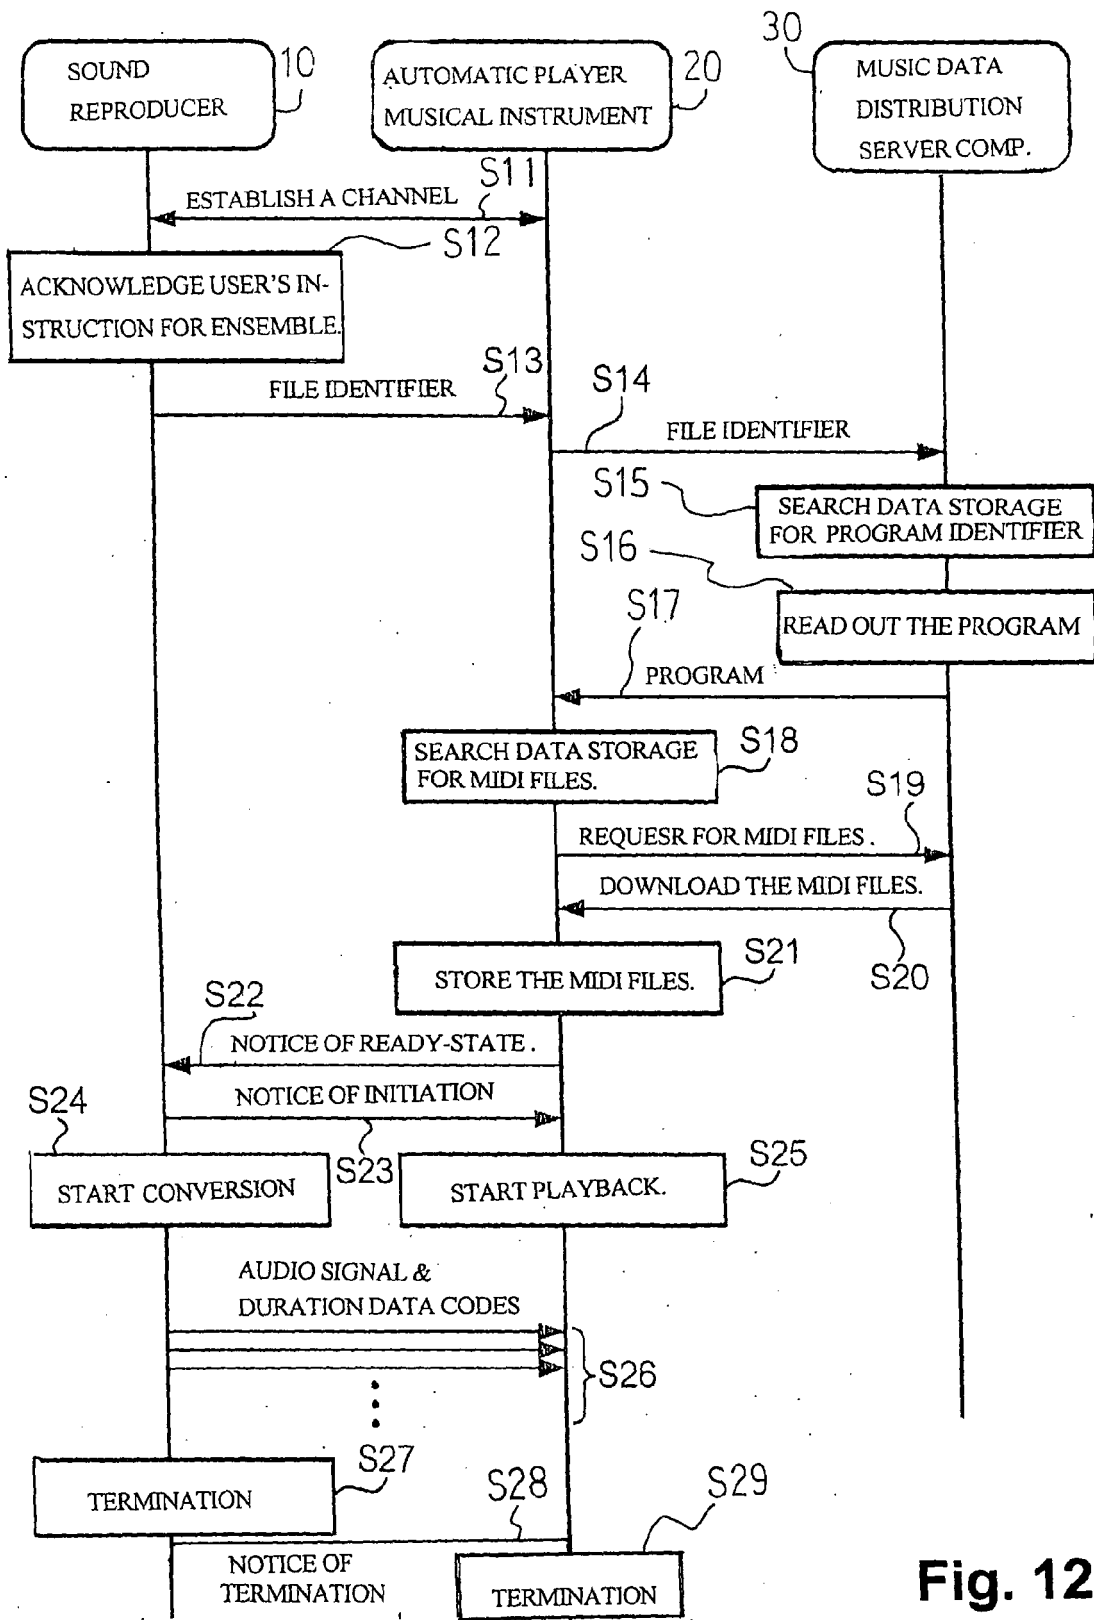 SOUND
REPRODUCER
10
AUTOMATIC PLAYER
MUSICAL INSTRUMENT
20
30
MUSIC DATA
DISTRIBUTION
SERVER COMP.
S11
ESTABLISH A CHANNEL
S12
ACKNOWLEDGE USER'S IN-
STRUCTION FOR ENSEMBLE.
S13
FILE IDENTIFIER
S14
FILE IDENTIFIER
S15
SEARCH DATA STORAGE
FOR PROGRAM IDENTIFIER
S16
READ OUT THE PROGRAM
S17
PROGRAM
SEARCH DATA STORAGE
FOR MIDI FILES.
S18
S19
REQUESR FOR MIDI FILES .
DOWNLOAD THE MIDI FILES.
S20
STORE THE MIDI FILES.
S21
S22
NOTICE OF READY-STATE .
NOTICE OF INITIATION
S23
S24
START CONVERSION
START PLAYBACK.
S25
AUDIO SIGNAL &
DURATION DATA CODES
S26
TERMINATION
S27
S28
NOTICE OF
TERMINATION
S29
TERMINATION
Fig. 12